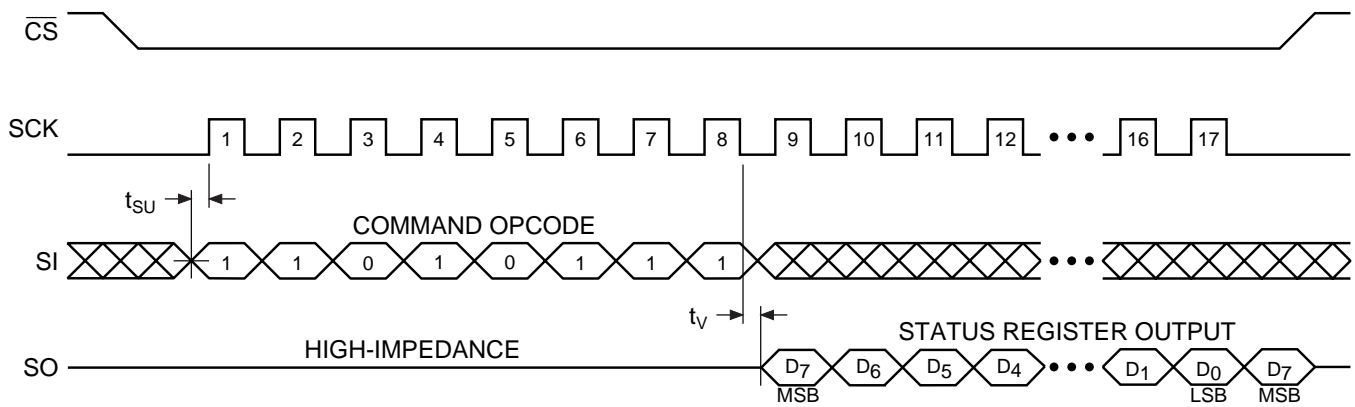 CS
SCK 1 2 3 4 5 6 7 8 9 10 11 12 ••• 16 17
tSU
COMMAND OPCODE
SI 1 1 0 1 0 1 1 1 •••
tV
HIGH-IMPEDANCE STATUS REGISTER OUTPUT
SO D7 D6 D5 D4 ••• D1 D0 D7
MSB LSB MSB